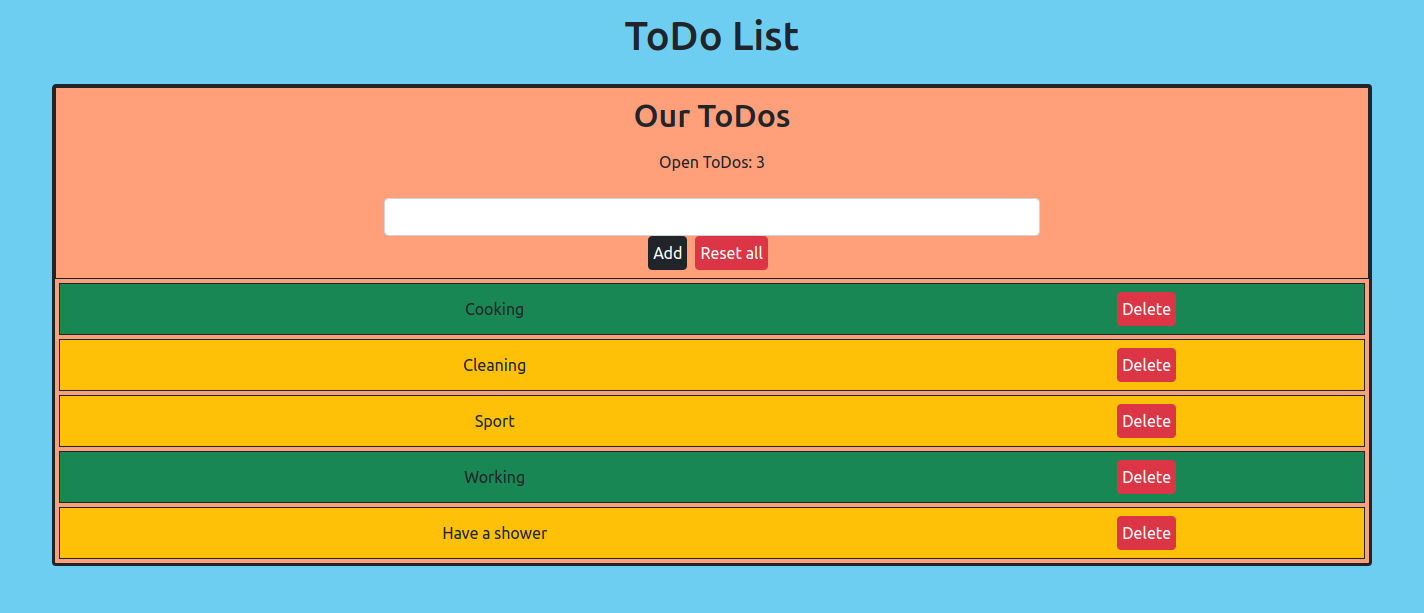 ToDo List
Our ToDos
Open ToDos: 3
Add Reset all
Cooking Delete
Cleaning Delete
Sport Delete
Working Delete
Have a shower Delete